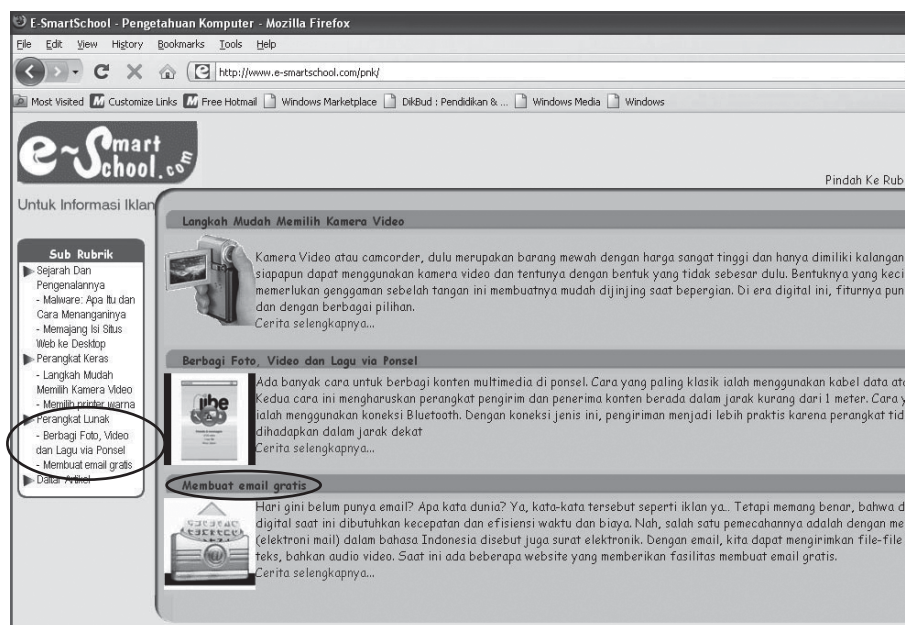 E-SmartSchool - Pengetahuan Komputer - Mozilla Firefox
File Edit View History Bookmarks Tools Help
http://www.e-smartschool.com/pnk/
Most Visited Customize Links Free Hotmail Windows Marketplace DikBud : Pendidikan & ... Windows Media Windows
e~Smart School.com
Pindah Ke Rub
Untuk Informasi Iklan
Sub Rubrik
Sejarah Dan
Pengenalannya
- Malware: Apa Itu dan
Cara Menanganinya
- Memajang Isi Situs
Web ke Desktop
Perangkat Keras
- Langkah Mudah
Memilih Kamera Video
- Memilih printer warna
Perangkat Lunak
- Berbagi Foto, Video
dan Lagu via Ponsel
- Membuat email gratis
Daftar Artikel
Langkah Mudah Memilih Kamera Video
Kamera Video atau camcorder, dulu merupakan barang mewah dengan harga sangat tinggi dan hanya dimiliki kalangan
siapapun dapat menggunakan kamera video dan tentunya dengan bentuk yang tidak sebesar dulu. Bentuknya yang keci
memerlukan genggaman sebelah tangan ini membuatnya mudah dijinjing saat bepergian. Di era digital ini, fiturnya pun
dan dengan berbagai pilihan.
Cerita selengkapnya...
Berbagi Foto, Video dan Lagu via Ponsel
jibe
Ada banyak cara untuk berbagi konten multimedia di ponsel. Cara yang paling klasik ialah menggunakan kabel data ata
Kedua cara ini mengharuskan perangkat pengirim dan penerima konten berada dalam jarak kurang dari 1 meter. Cara y
ialah menggunakan koneksi Bluetooth. Dengan koneksi jenis ini, pengiriman menjadi lebih praktis karena perangkat tid
dihadapkan dalam jarak dekat
Cerita selengkapnya...
Membuat email gratis
Hari gini belum punya email? Apa kata dunia? Ya, kata-kata tersebut seperti iklan ya.. Tetapi memang benar, bahwa d
digital saat ini dibutuhkan kecepatan dan efisiensi waktu dan biaya. Nah, salah satu pemecahannya adalah dengan me
(elektroni mail) dalam bahasa Indonesia disebut juga surat elektronik. Dengan email, kita dapat mengirimkan file-file
teks, bahkan audio video. Saat ini ada beberapa website yang memberikan fasilitas membuat email gratis.
Cerita selengkapnya...